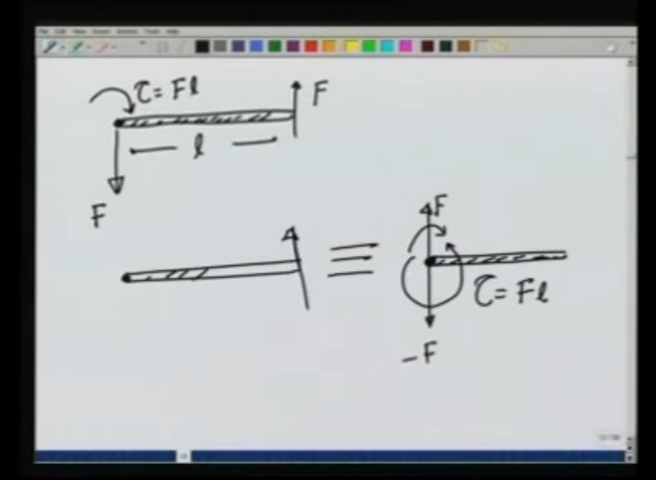 τ = Fl
F
l
F
F
τ = Fl
-F